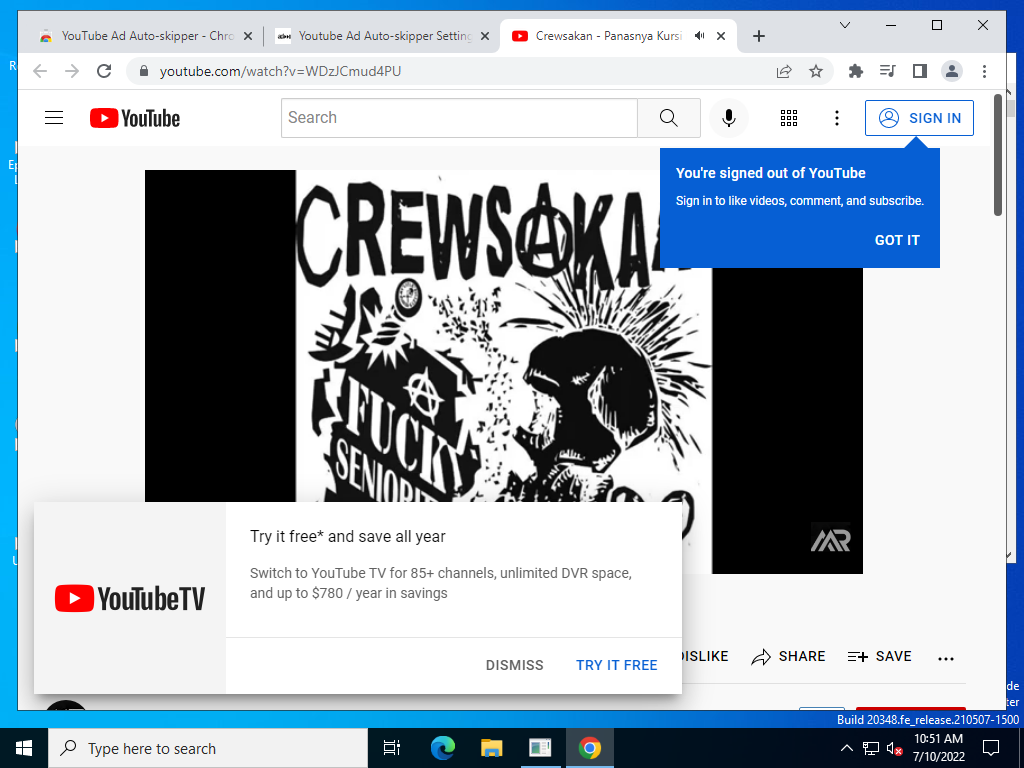 YouTube Ad Auto-skipper - Chro
Youtube Ad Auto-skipper Setting
Crewsakan - Panasnya Kursi
youtube.com/watch?v=WDzJCmud4PU
YouTube
Search
SIGN IN
You're signed out of YouTube
Sign in to like videos, comment, and subscribe.
GOT IT
CREWSAKA
FUCK
SENIORI
MR
YouTubeTV
Try it free* and save all year
Switch to YouTube TV for 85+ channels, unlimited DVR space,
and up to $780 / year in savings
DISMISS
TRY IT FREE
DISLIKE
SHARE
SAVE
Build 20348.fe_release.210507-1500
Type here to search
10:51 AM
7/10/2022